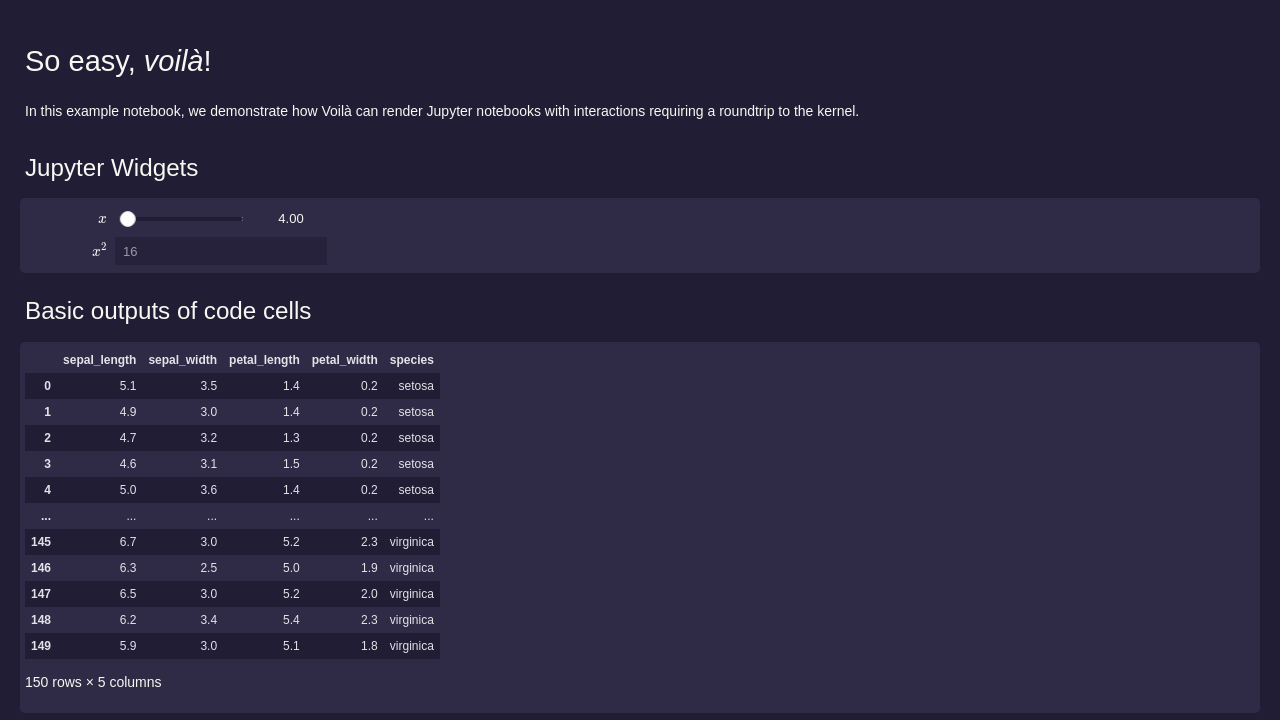 So easy, voilà!
In this example notebook, we demonstrate how Voilà can render Jupyter notebooks with interactions requiring a roundtrip to the kernel.
Jupyter Widgets
x 4.00
x² 16
Basic outputs of code cells
sepal_length sepal_width petal_length petal_width species
0 5.1 3.5 1.4 0.2 setosa
1 4.9 3.0 1.4 0.2 setosa
2 4.7 3.2 1.3 0.2 setosa
3 4.6 3.1 1.5 0.2 setosa
4 5.0 3.6 1.4 0.2 setosa
... ... ... ... ... ...
145 6.7 3.0 5.2 2.3 virginica
146 6.3 2.5 5.0 1.9 virginica
147 6.5 3.0 5.2 2.0 virginica
148 6.2 3.4 5.4 2.3 virginica
149 5.9 3.0 5.1 1.8 virginica
150 rows × 5 columns